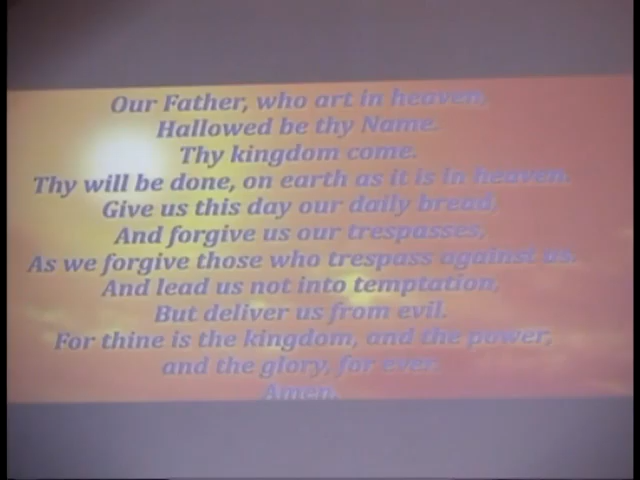 Our Father, who art in heaven,
Hallowed be thy Name.
Thy kingdom come.
Thy will be done, on earth as it is in heaven.
Give us this day our daily bread,
And forgive us our trespasses,
As we forgive those who trespass against us.
And lead us not into temptation,
But deliver us from evil.
For thine is the kingdom, and the power,
and the glory, for ever.
Amen.